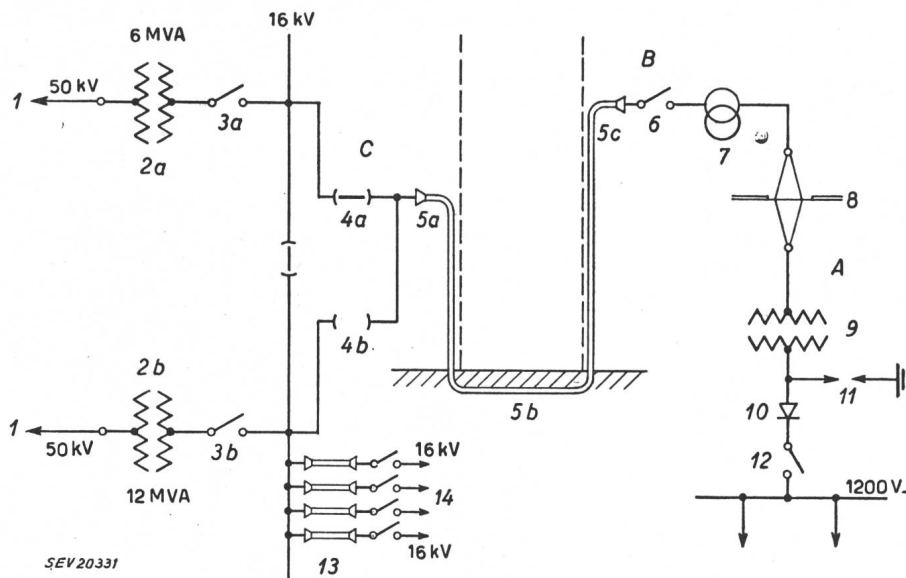 6 MVA
16 kV
1
50 kV
3a
2a
C
4a
5a
B
5c
6
7
8
A
9
4b
2b
5b
10
11
1
50 kV
3b
12
12 MVA
16 kV
14
16 kV
1200 V_
13
SEV 20331